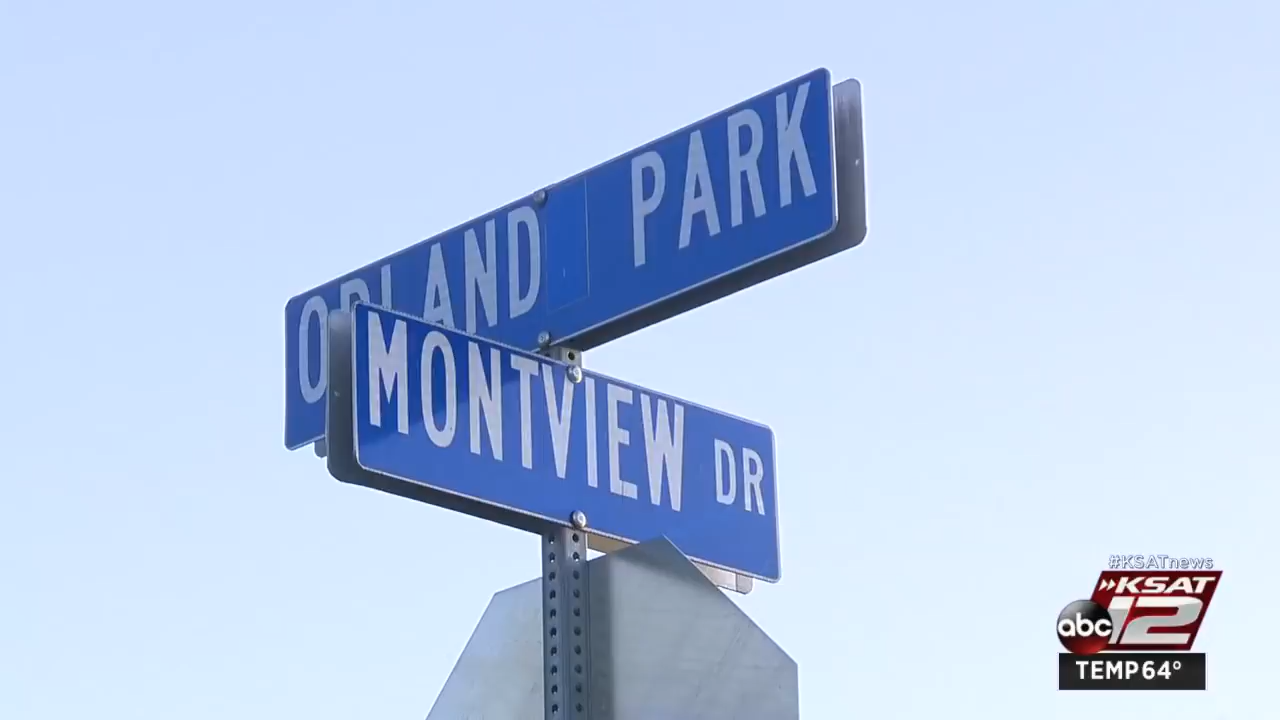 ORLAND PARK
MONTVIEW DR
#KSATnews
KSAT
abc 12
TEMP 64°